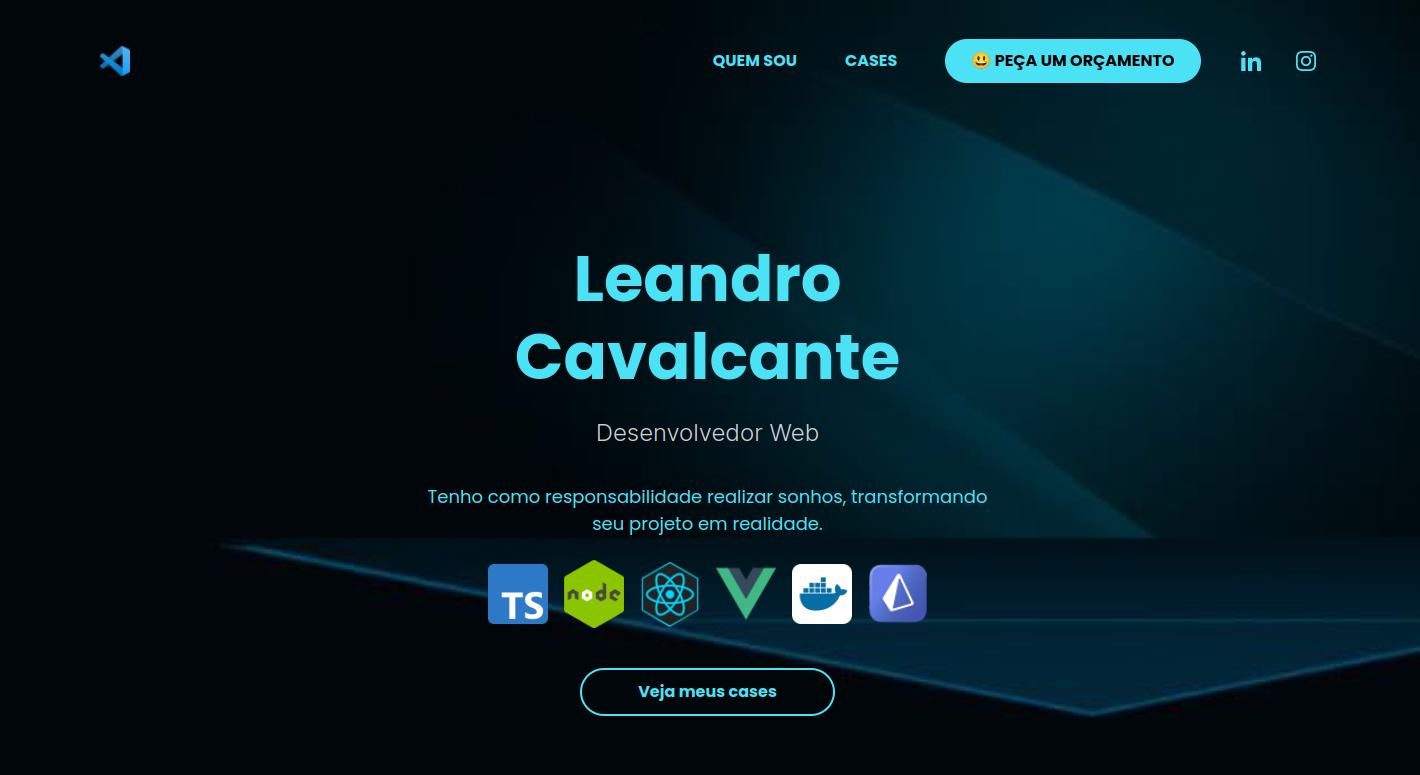 QUEM SOU
CASES
😃 PEÇA UM ORÇAMENTO
in
Leandro
Cavalcante
Desenvolvedor Web
Tenho como responsabilidade realizar sonhos, transformando
seu projeto em realidade.
TS
node
Veja meus cases